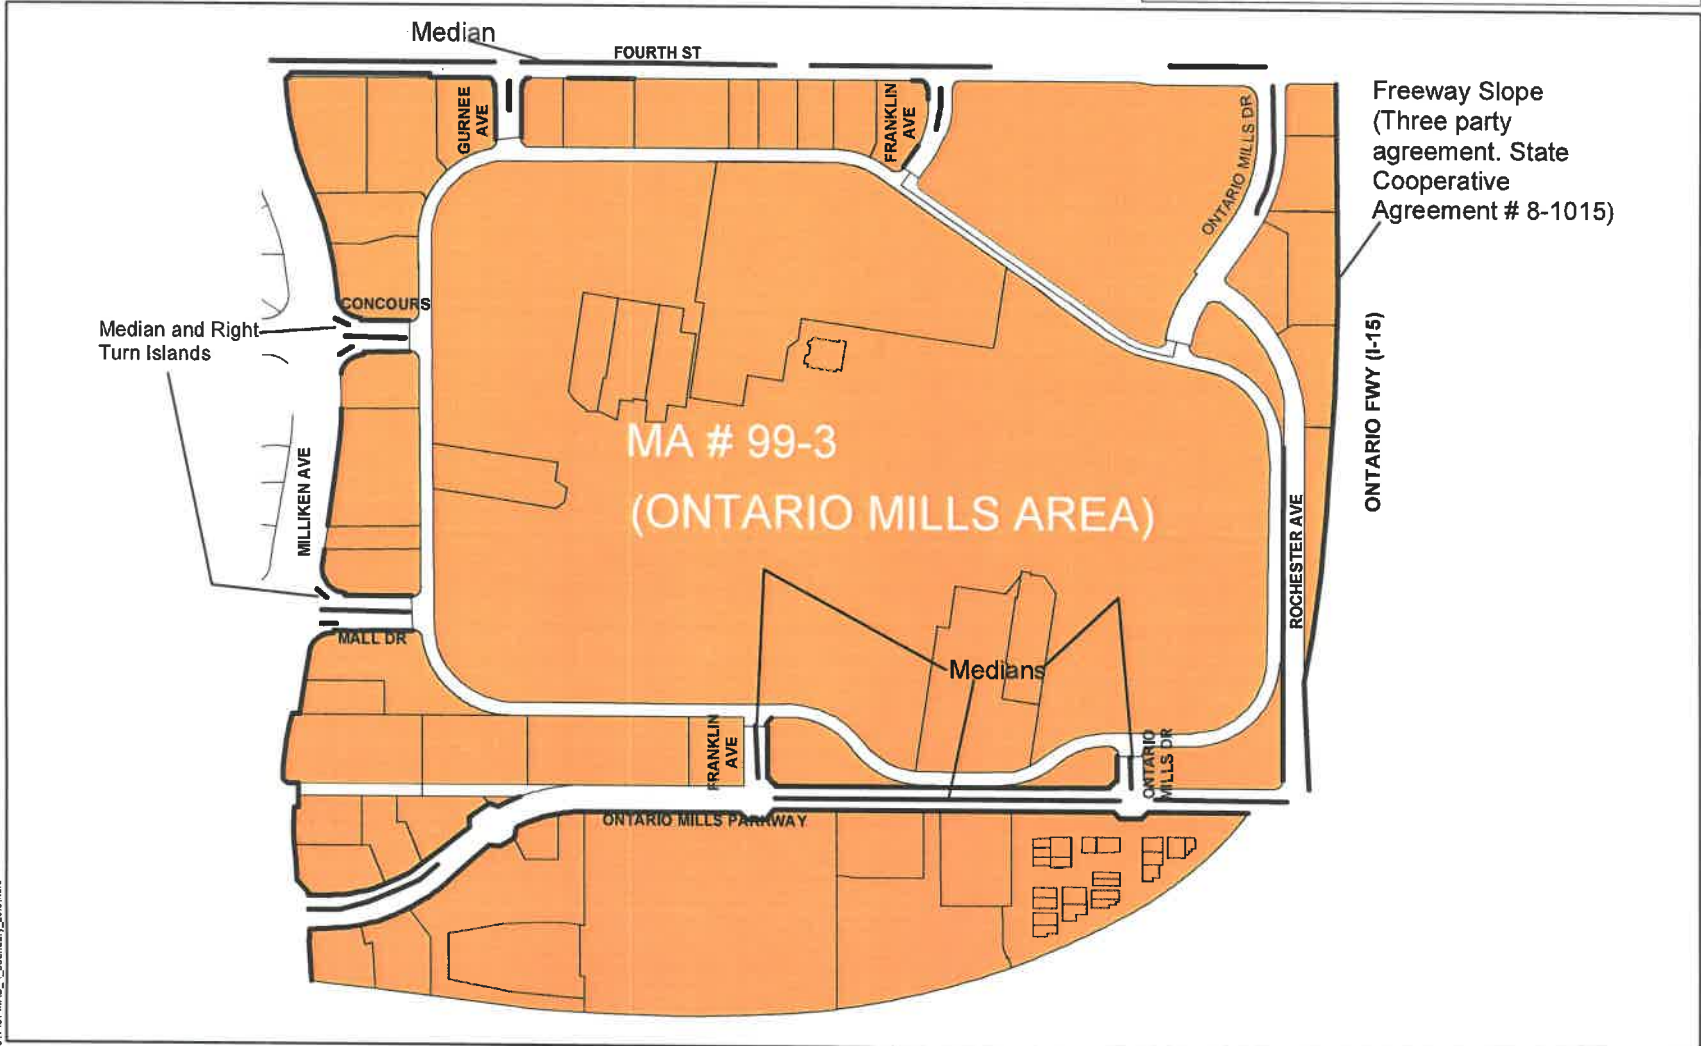 Median
FOURTH ST
GURNEE
AVE
FRANKLIN
AVE
ONTARIO MILLS DR
Freeway Slope
(Three party
agreement. State
Cooperative
Agreement # 8-1015)
CONCOURS
Median and Right
Turn Islands
ONTARIO FWY (I-15)
MA # 99-3
(ONTARIO MILLS AREA)
MILLIKEN AVE
ROCHESTER AVE
MALL DR
Medians
FRANKLIN
AVE
ONTARIO
MILLS DR
ONTARIO MILLS PARKWAY